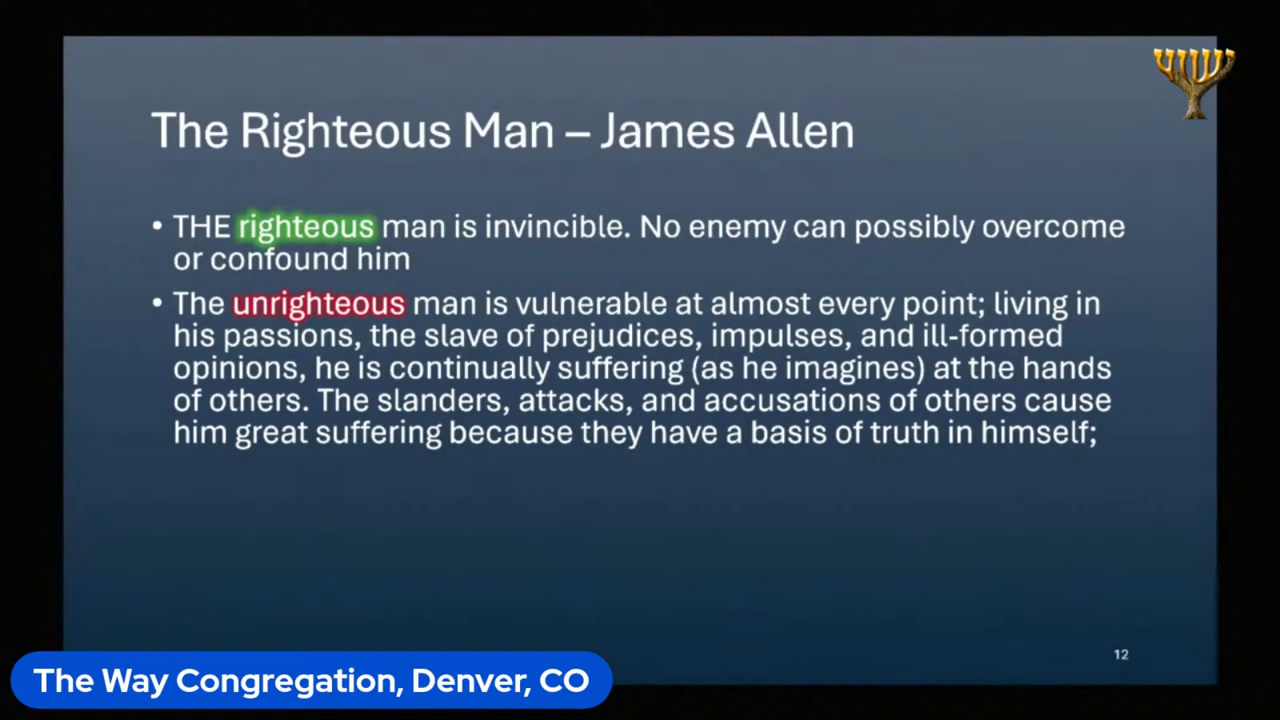 ישוע
The Righteous Man – James Allen
• THE righteous man is invincible. No enemy can possibly overcome
or confound him
• The unrighteous man is vulnerable at almost every point; living in
his passions, the slave of prejudices, impulses, and ill-formed
opinions, he is continually suffering (as he imagines) at the hands
of others. The slanders, attacks, and accusations of others cause
him great suffering because they have a basis of truth in himself;
12
The Way Congregation, Denver, CO